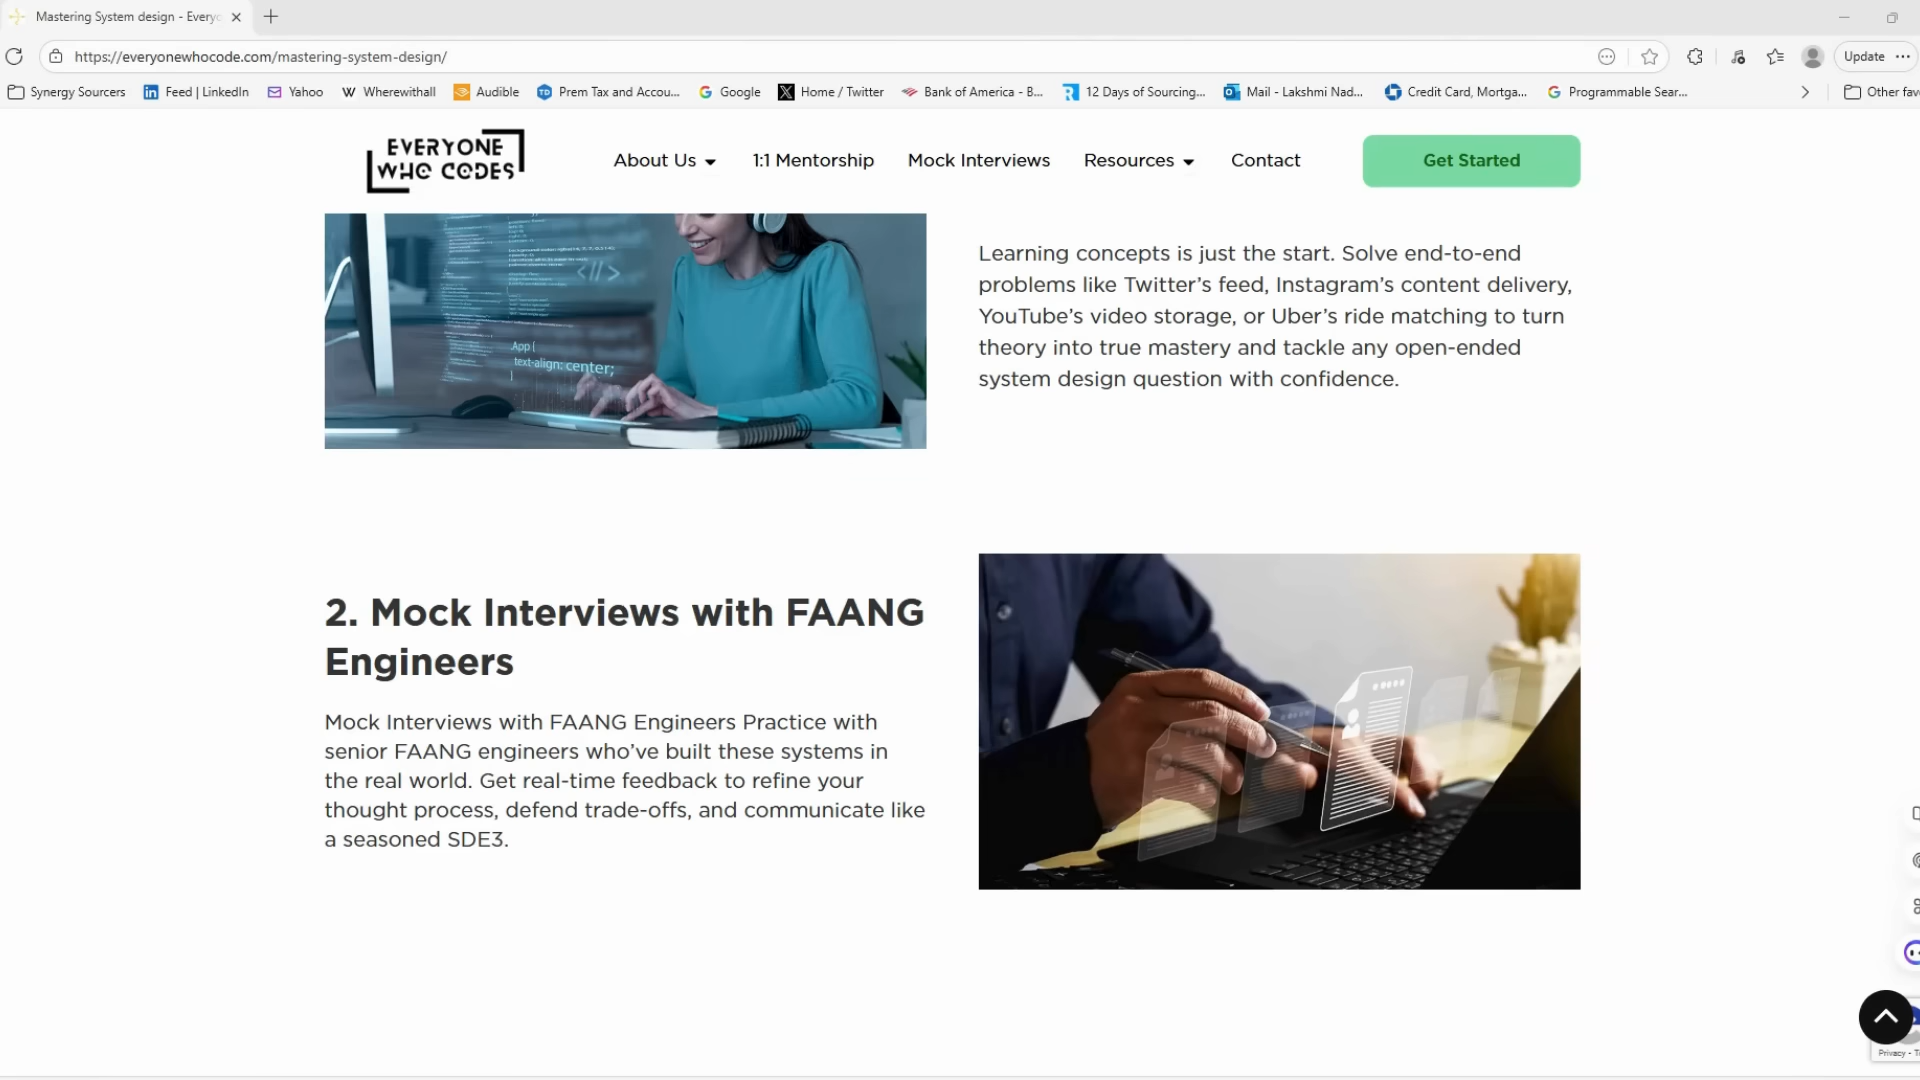 Mastering System design - Everyo
https://everyonewhocode.com/mastering-system-design/
Update
Synergy Sourcers
Feed | LinkedIn
Yahoo
Wherewithall
Audible
Prem Tax and Accou...
Google
Home / Twitter
Bank of America - B...
12 Days of Sourcing...
Mail - Lakshmi Nad...
Credit Card, Mortga...
Programmable Sear...
Other fav
EVERYONE
WHO CODES
About Us
1:1 Mentorship
Mock Interviews
Resources
Contact
Get Started
</>
App {
text-align: center;
}
Learning concepts is just the start. Solve end-to-end
problems like Twitter’s feed, Instagram’s content delivery,
YouTube’s video storage, or Uber’s ride matching to turn
theory into true mastery and tackle any open-ended
system design question with confidence.
2. Mock Interviews with FAANG
Engineers
Mock Interviews with FAANG Engineers Practice with
senior FAANG engineers who’ve built these systems in
the real world. Get real-time feedback to refine your
thought process, defend trade-offs, and communicate like
a seasoned SDE3.
Privacy - T